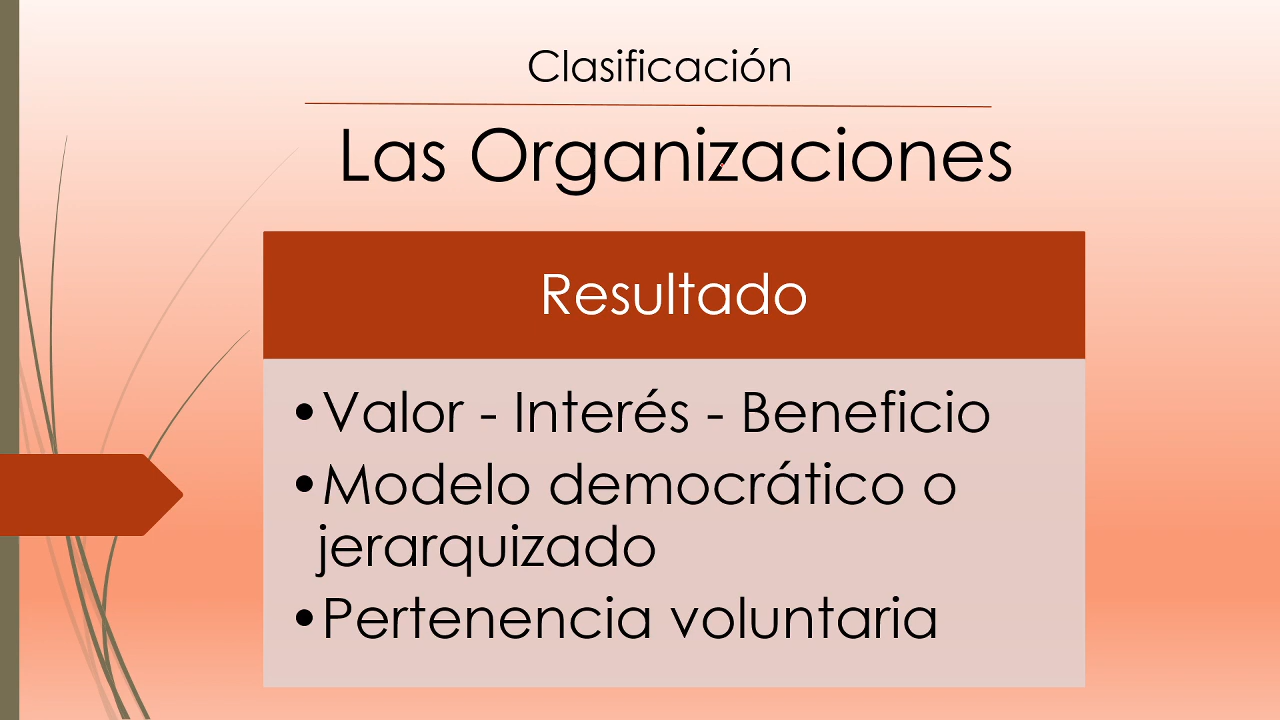 Clasificación
Las Organizaciones
Resultado
•Valor - Interés - Beneficio
•Modelo democrático o
jerarquizado
•Pertenencia voluntaria